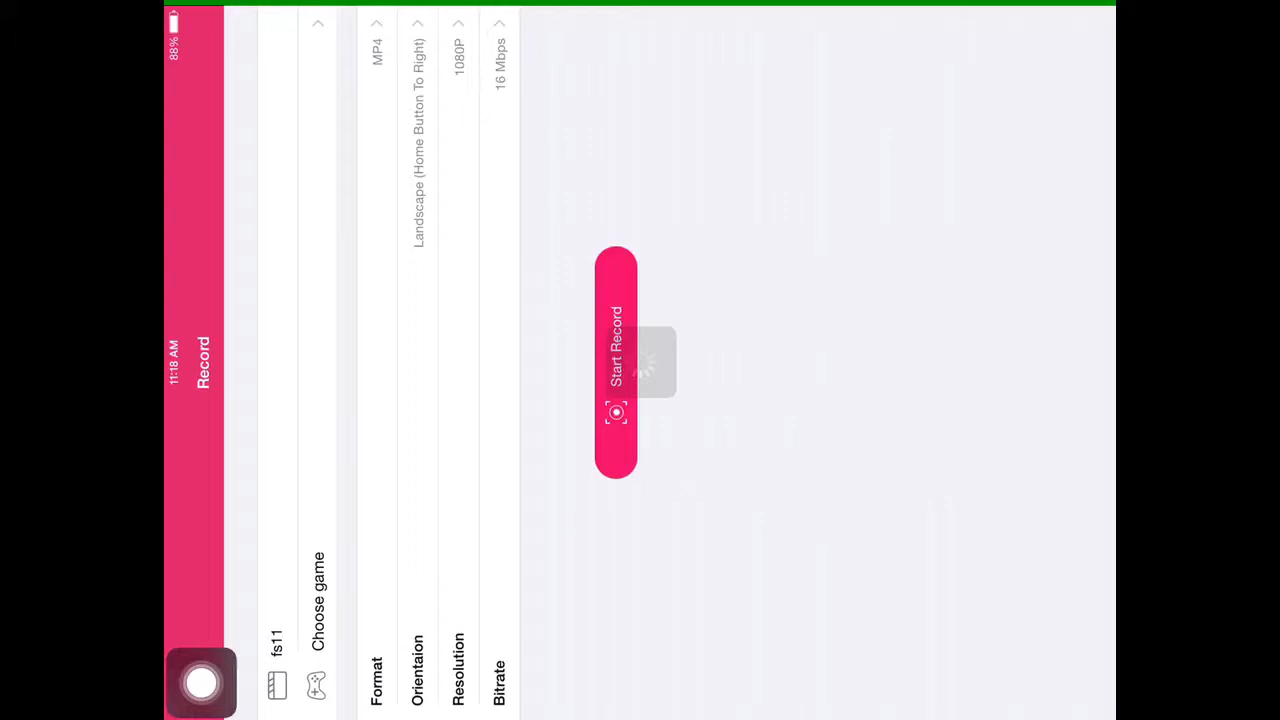 11:18 AM
88%
Record
fs11
Choose game
Format MP4
Orientaion Landscape (Home Button To Right)
Resolution 1080P
Bitrate 16 Mbps
Start Record